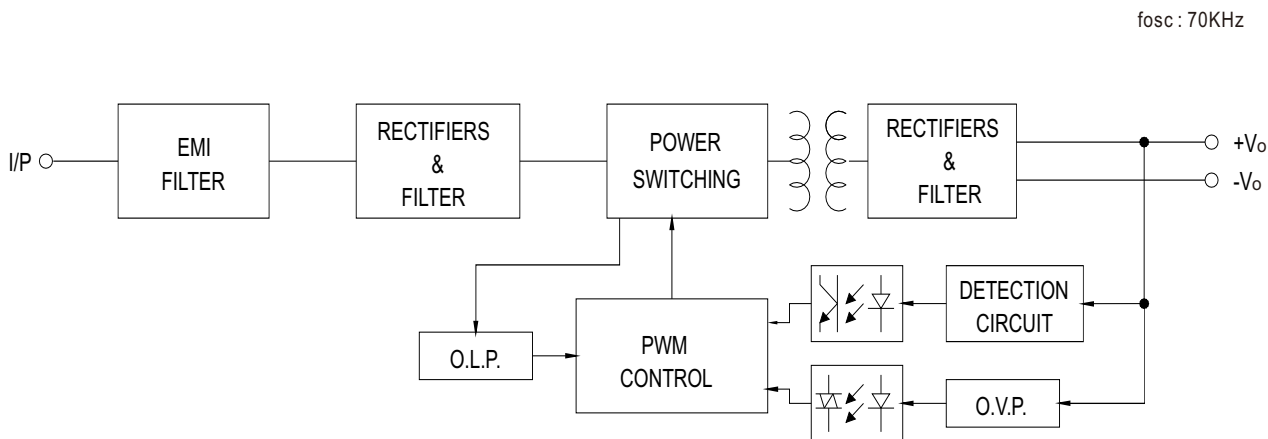 fosc : 70KHz
I/P
EMI
FILTER
RECTIFIERS
&
FILTER
POWER
SWITCHING
RECTIFIERS
&
FILTER
+Vo
-Vo
DETECTION
CIRCUIT
O.L.P.
PWM
CONTROL
O.V.P.